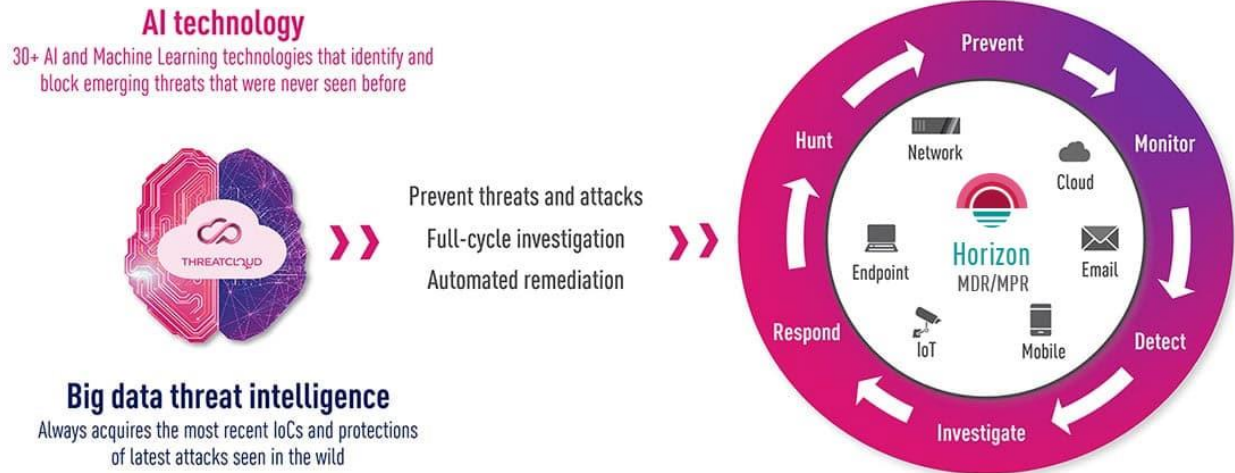 AI technology
30+ AI and Machine Learning technologies that identify and
block emerging threats that were never seen before
THREATCLOUD
Big data threat intelligence
Always acquires the most recent IoCs and protections
of latest attacks seen in the wild
Prevent threats and attacks
Full-cycle investigation
Automated remediation
Prevent
Monitor
Detect
Investigate
Respond
Hunt
Network
Cloud
Email
Mobile
IoT
Endpoint
Horizon
MDR/MPR